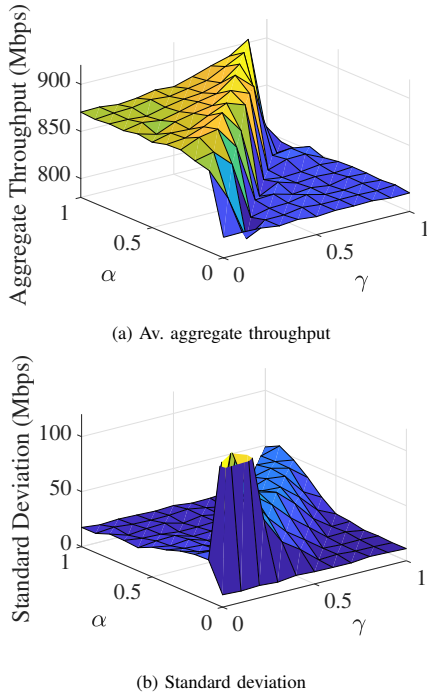 Aggregate Throughput (Mbps)
900
850
800
1
0.5
0
α
0
0.5
1
γ
(a) Av. aggregate throughput
Standard Deviation (Mbps)
100
50
0
1
0.5
0
α
0
0.5
1
γ
(b) Standard deviation